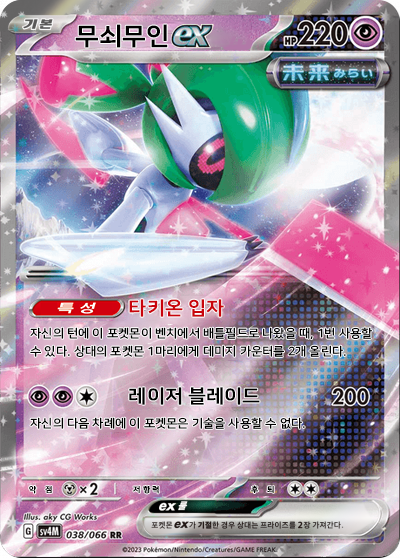 기본 무쇠무인 ex HP 220
未来 みらい
특성 타키온 입자
자신의 턴에 이 포켓몬이 벤치에서 배틀필드로 나왔을 때, 1번 사용할
수 있다. 상대의 포켓몬 1마리에게 데미지 카운터를 2개 올린다.
레이저 블레이드 200
자신의 다음 차례에 이 포켓몬은 기술을 사용할 수 없다.
약점 ×2 저항력 후퇴
Illus. aky CG Works
ex 룰
G sv4M 038/066 RR
포켓몬 ex가 기절한 경우 상대는 프라이즈를 2장 가져간다.
©2023 Pokémon/Nintendo/Creatures/GAME FREAK.